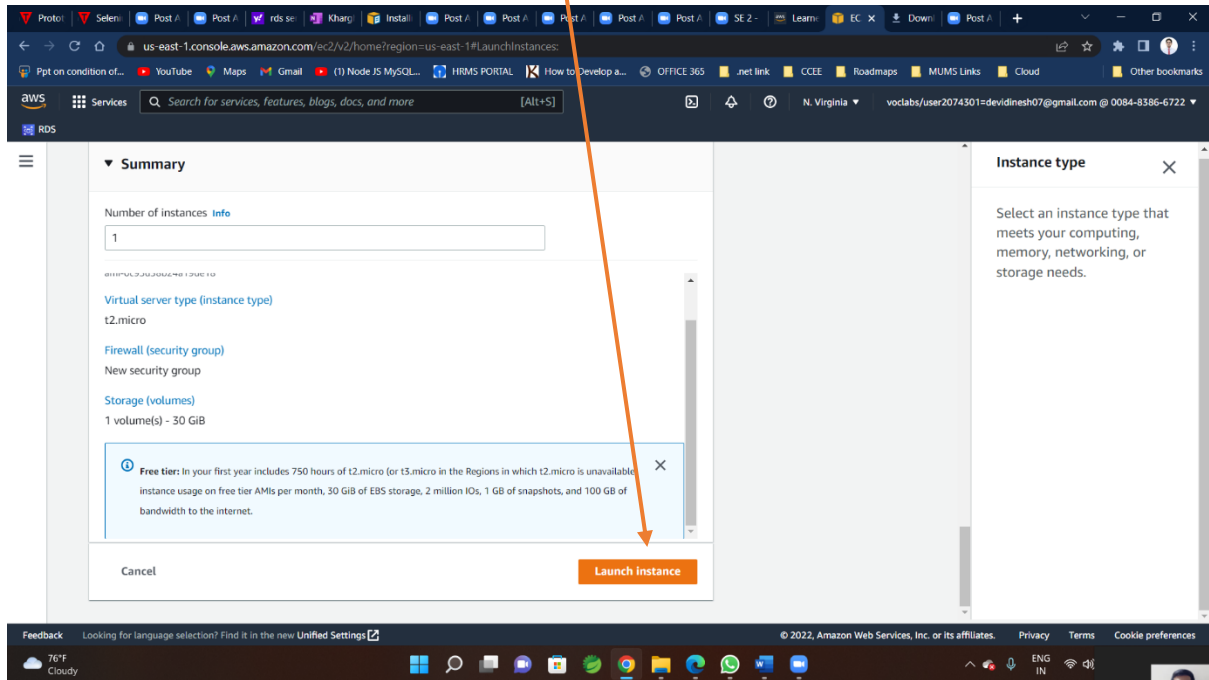 Protot
Selen
Post A
Post A
rds se
Kharg
Install
Post A
Post A
Post A
Post A
Post A
SE 2 -
Learn
EC
Downl
Post A
us-east-1.console.aws.amazon.com/ec2/v2/home?region=us-east-1#LaunchInstances:
Ppt on condition of...
YouTube
Maps
Gmail
(1) Node JS MySQL...
HRMS PORTAL
How to Develop a...
OFFICE 365
.net link
CCEE
Roadmaps
MUMS Links
Cloud
Other bookmarks
aws
Services
Search for services, features, blogs, docs, and more
[Alt+S]
N. Virginia
voclabs/user2074301=devidinesh07@gmail.com @ 0084-8386-6722
RDS
Summary
Number of instances Info
1
Virtual server type (instance type)
t2.micro
Firewall (security group)
New security group
Storage (volumes)
1 volume(s) - 30 GiB
Free tier: In your first year includes 750 hours of t2.micro (or t3.micro in the Regions in which t2.micro is unavailable
instance usage on free tier AMIs per month, 30 GiB of EBS storage, 2 million IOs, 1 GB of snapshots, and 100 GB of
bandwidth to the internet.
Cancel
Launch instance
Instance type
Select an instance type that
meets your computing,
memory, networking, or
storage needs.
Feedback
Looking for language selection? Find it in the new Unified Settings
© 2022, Amazon Web Services, Inc. or its affiliates.
Privacy
Terms
Cookie preferences
76°F
Cloudy
ENG
IN